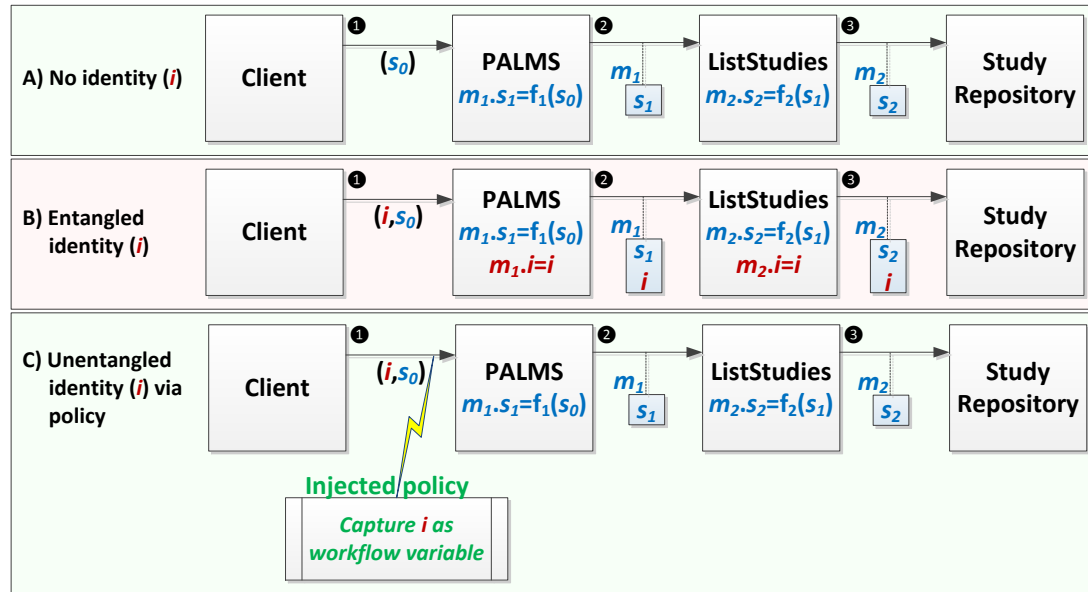 ❶ ❷ ❸
A) No identity (i)
Client
(s0)
PALMS
m1.s1=f1(s0)
m1
s1
ListStudies
m2.s2=f2(s1)
m2
s2
Study
Repository
❶ ❷ ❸
B) Entangled
identity (i)
Client
(i,s0)
PALMS
m1.s1=f1(s0)
m1.i=i
m1
s1
i
ListStudies
m2.s2=f2(s1)
m2.i=i
m2
s2
i
Study
Repository
❶ ❷ ❸
C) Unentangled
identity (i) via
policy
Client
(i,s0)
PALMS
m1.s1=f1(s0)
m1
s1
ListStudies
m2.s2=f2(s1)
m2
s2
Study
Repository
Injected policy
Capture i as
workflow variable